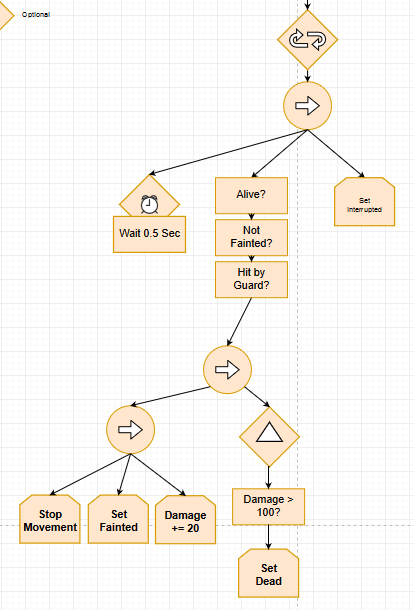 Optional
Alive?
Set
Interrupted
Wait 0.5 Sec
Not
Fainted?
Hit by
Guard?
Stop
Movement
Set
Fainted
Damage
+= 20
Damage >
100?
Set
Dead